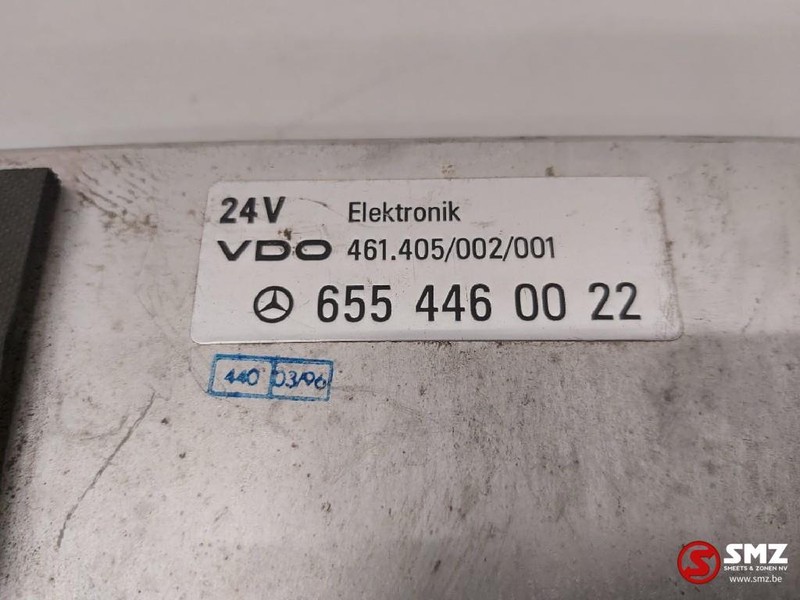 24V Elektronik
VDO 461.405/002/001
655 446 00 22
440 03/96
SMZ
SMEETS & ZONEN NV
www.smz.be